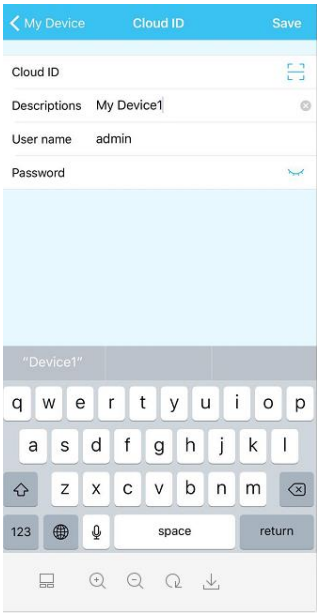 My Device Cloud ID Save
Cloud ID
Descriptions My Device1
User name admin
Password
"Device1"
q w e r t y u i o p
a s d f g h j k l
z x c v b n m
123 space return